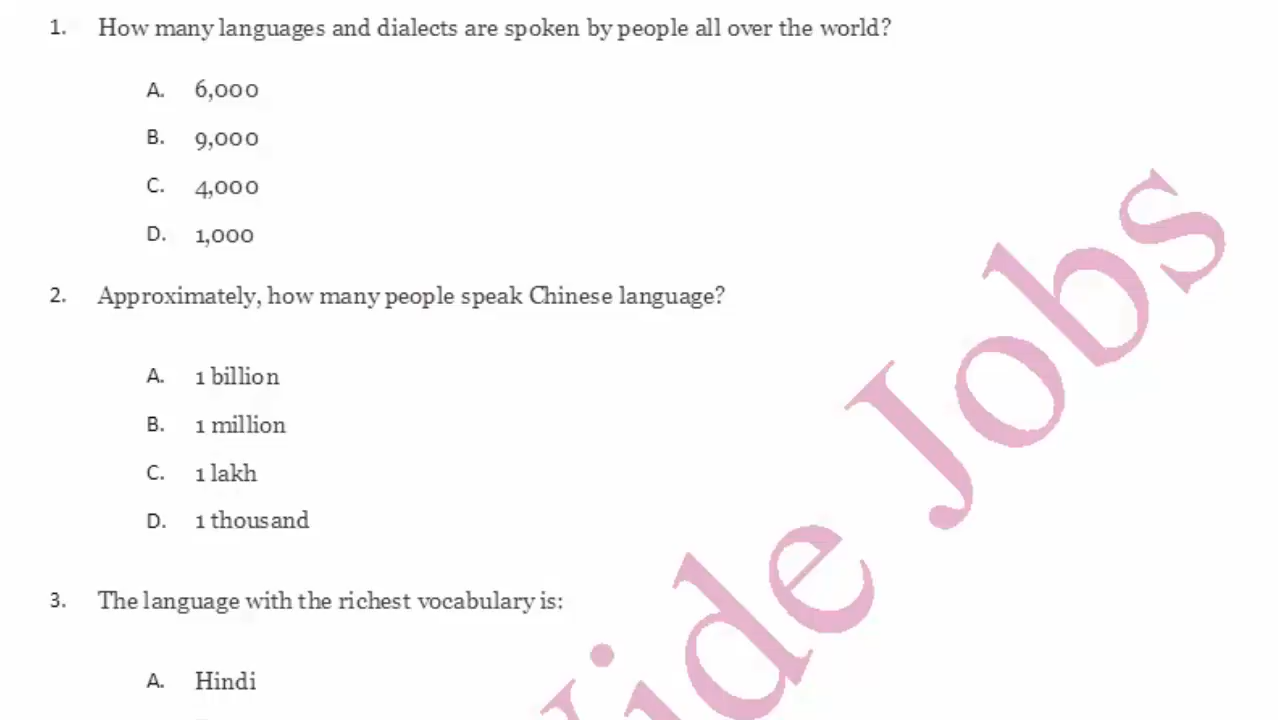 1. How many languages and dialects are spoken by people all over the world?
A. 6,000
B. 9,000
C. 4,000
D. 1,000
2. Approximately, how many people speak Chinese language?
A. 1 billion
B. 1 million
C. 1 lakh
D. 1 thousand
3. The language with the richest vocabulary is:
A. Hindi
ide Jobs